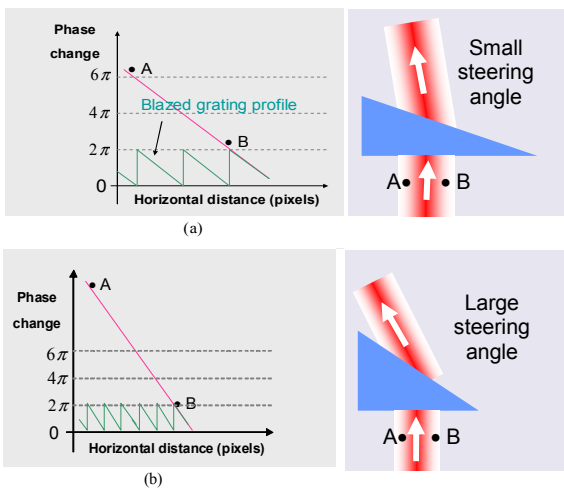 Phase
change
6π
A
Blazed grating profile
4π
B
2π
0
Horizontal distance (pixels)
Small
steering
angle
A
B
(a)
Phase
change
A
6π
4π
2π
B
0
Horizontal distance (pixels)
Large
steering
angle
A
B
(b)